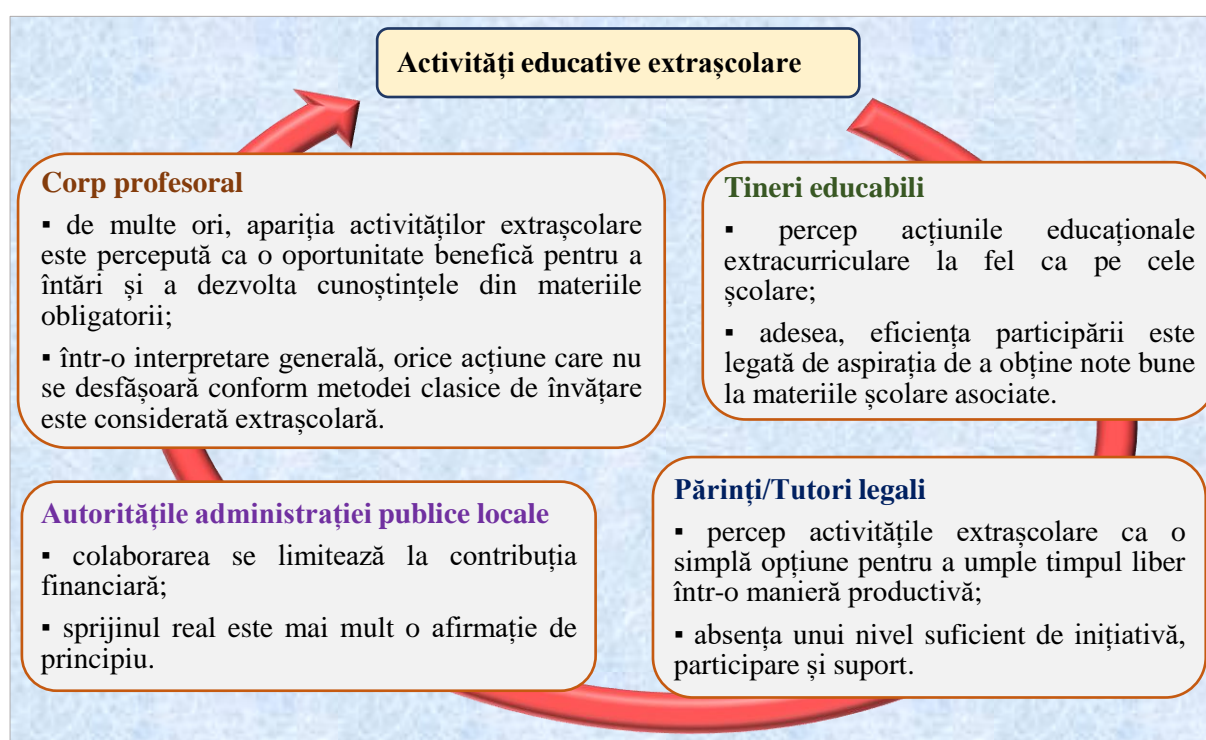 Activități educative extrașcolare
Corp profesoral
▪ de multe ori, apariția activităților extrașcolare
este percepută ca o oportunitate benefică pentru a
întări și a dezvolta cunoștințele din materiile
obligatorii;
▪ într-o interpretare generală, orice acțiune care nu
se desfășoară conform metodei clasice de învățare
este considerată extrașcolară.
Tineri educabili
▪ percep acțiunile educaționale
extracurriculare la fel ca pe cele
școlare;
▪ adesea, eficiența participării este
legată de aspirația de a obține note bune
la materiile școlare asociate.
Autoritățile administrației publice locale
▪ colaborarea se limitează la contribuția
financiară;
▪ sprijinul real este mai mult o afirmație de
principiu.
Părinți/Tutori legali
▪ percep activitățile extrașcolare ca o
simplă opțiune pentru a umple timpul liber
într-o manieră productivă;
▪ absența unui nivel suficient de inițiativă,
participare și suport.